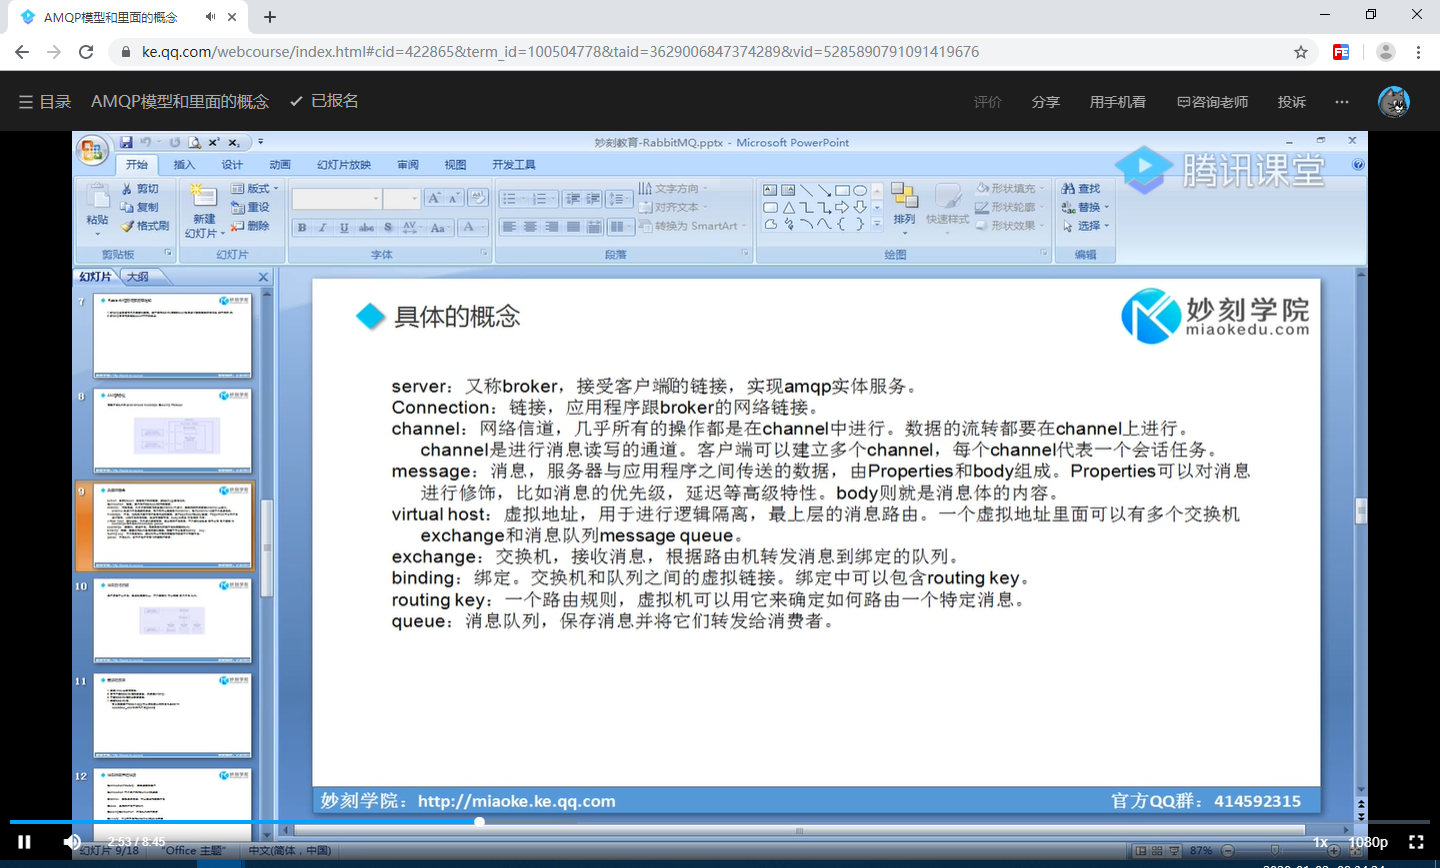 AMQP模型和里面的概念
ke.qq.com/webcourse/index.html#cid=422865&term_id=100504778&taid=3629006847374289&vid=5285890791091419676
目录 AMQP模型和里面的概念 已报名 评价 分享 用手机看 咨询老师 投诉
妙刻教育-RabbitMQ.pptx - Microsoft PowerPoint
开始 插入 设计 动画 幻灯片放映 审阅 视图 开发工具
腾讯课堂
粘贴 剪切 复制 格式刷
剪贴板
新建 幻灯片 版式 重设 删除
幻灯片
字体
文字方向 对齐文本 转换为 SmartArt
段落
排列 快速样式 形状填充 形状轮廓 形状效果
绘图
查找 替换 选择
编辑
幻灯片 大纲
7
8
9
10
11
12
具体的概念
妙刻学院
miaokedu.com
server：又称broker，接受客户端的链接，实现amqp实体服务。
Connection：链接，应用程序跟broker的网络链接。
channel：网络信道，几乎所有的操作都是在channel中进行。数据的流转都要在channel上进行。
channel是进行消息读写的通道。客户端可以建立多个channel，每个channel代表一个会话任务。
message：消息，服务器与应用程序之间传送的数据，由Properties和body组成。Properties可以对消息
进行修饰，比如消息的优先级，延迟等高级特性。body则就是消息体的内容。
virtual host：虚拟地址，用于进行逻辑隔离，最上层的消息路由。一个虚拟地址里面可以有多个交换机
exchange和消息队列message queue。
exchange：交换机，接收消息，根据路由机转发消息到绑定的队列。
binding：绑定。交换机和队列之间的虚拟链接。绑定中可以包含routing key。
routing key：一个路由规则，虚拟机可以用它来确定如何路由一个特定消息。
queue：消息队列，保存消息并将它们转发给消费者。
妙刻学院：http://miaoke.ke.qq.com 官方QQ群：414592315
2:53 / 8:45 1x 1080p
幻灯片 9/18 "Office 主题" 中文(简体，中国) 87%